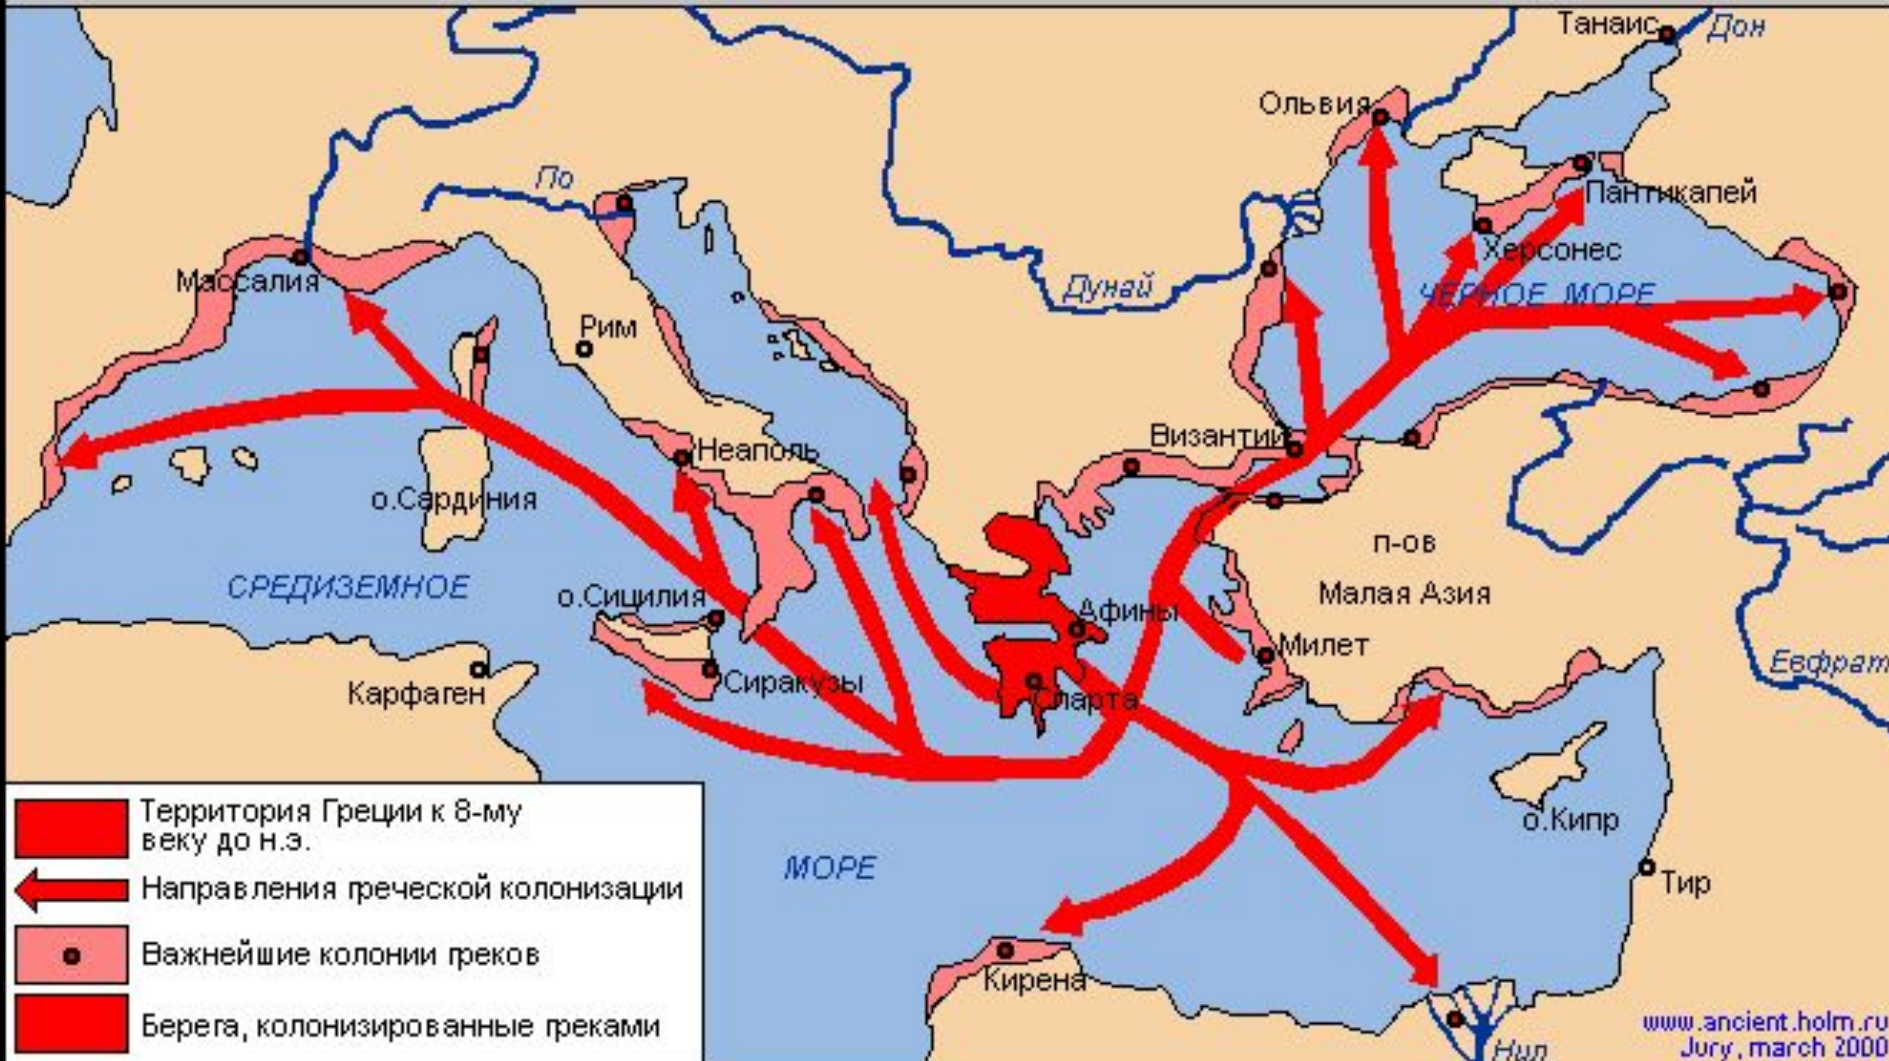 Танаис
Дон
Ольвия
По
Пантикапей
Херсонес
Массалия
Дунай
ЧЕРНОЕ МОРЕ
Рим
Византий
Неаполь
о.Сардиния
п-ов
Малая Азия
СРЕДИЗЕМНОЕ
о.Сицилия
Афины
Милет
Евфрат
Карфаген
Сиракузы
Спарта
о.Кипр
МОРЕ
Тир
Кирена
Нил
Территория Греции к 8-му
веку до н.э.
Направления греческой колонизации
Важнейшие колонии греков
Берега, колонизированные греками
www.ancient.holm.ru
Jury, march 2000